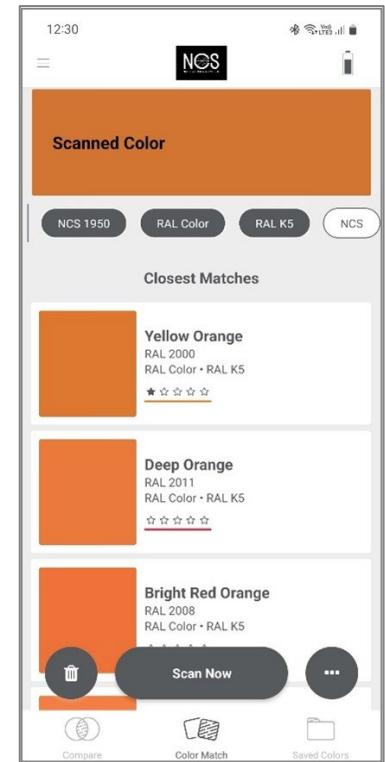 12:30
NCS
Scanned Color
NCS 1950 RAL Color RAL K5 NCS
Closest Matches
Yellow Orange
RAL 2000
RAL Color • RAL K5
Deep Orange
RAL 2011
RAL Color • RAL K5
Bright Red Orange
RAL 2008
RAL Color • RAL K5
Scan Now
Compare Color Match Saved Colors